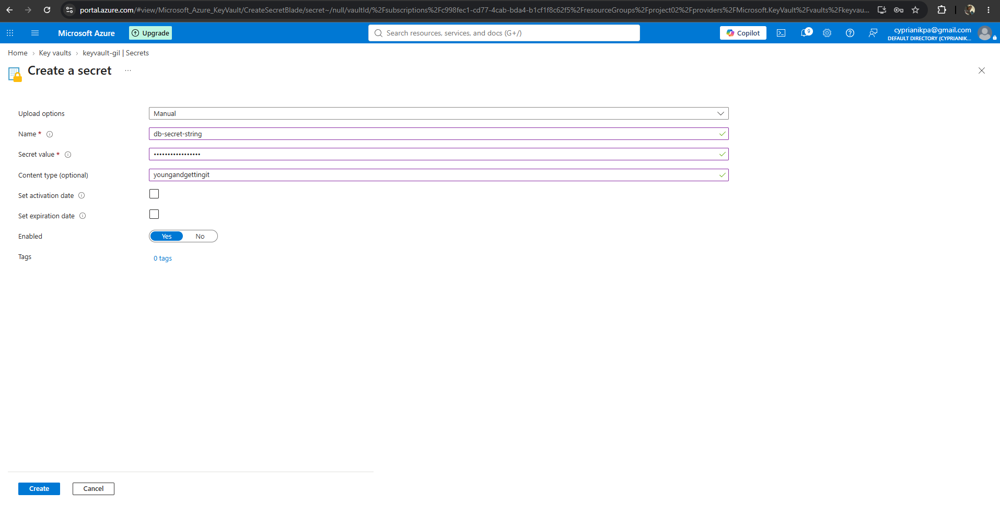 portal.azure.com/#view/Microsoft_Azure_KeyVault/CreateSecretBlade/secret~/null/vaultId/%2Fsubscriptions%2Fc998fec1-cd77-4cab-bda4-b1cf1f8c62f5%2FresourceGroups%2Fproject02%2Fproviders%2FMicrosoft.KeyVault%2Fvaults%2Fkeyvau...
Microsoft Azure
Upgrade
Search resources, services, and docs (G+/)
Copilot
9
cyprianikpa@gmail.com
DEFAULT DIRECTORY (CYPRIANIK...
Home > Key vaults > keyvault-gil | Secrets
Create a secret ...
Upload options Manual
Name * db-secret-string
Secret value * •••••••••••••••••
Content type (optional) youngandgettingit
Set activation date
Set expiration date
Enabled Yes No
Tags 0 tags
Create Cancel